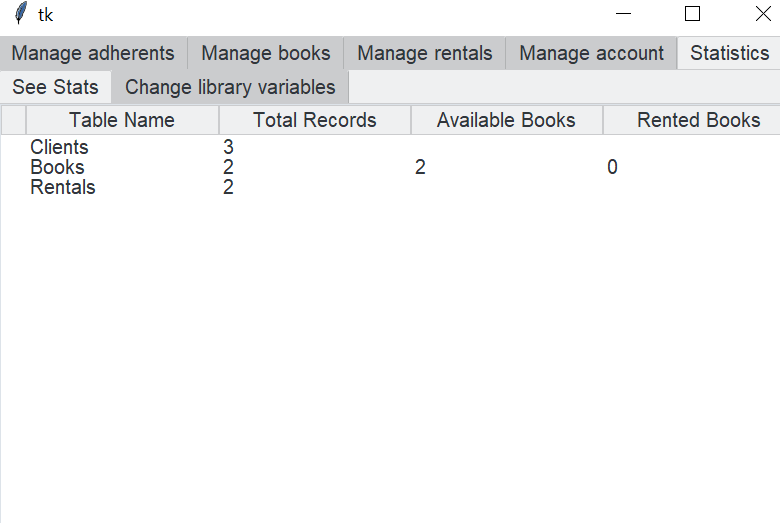 tk
Manage adherents Manage books Manage rentals Manage account Statistics
See Stats Change library variables
Table Name Total Records Available Books Rented Books
Clients 3
Books 2 2 0
Rentals 2